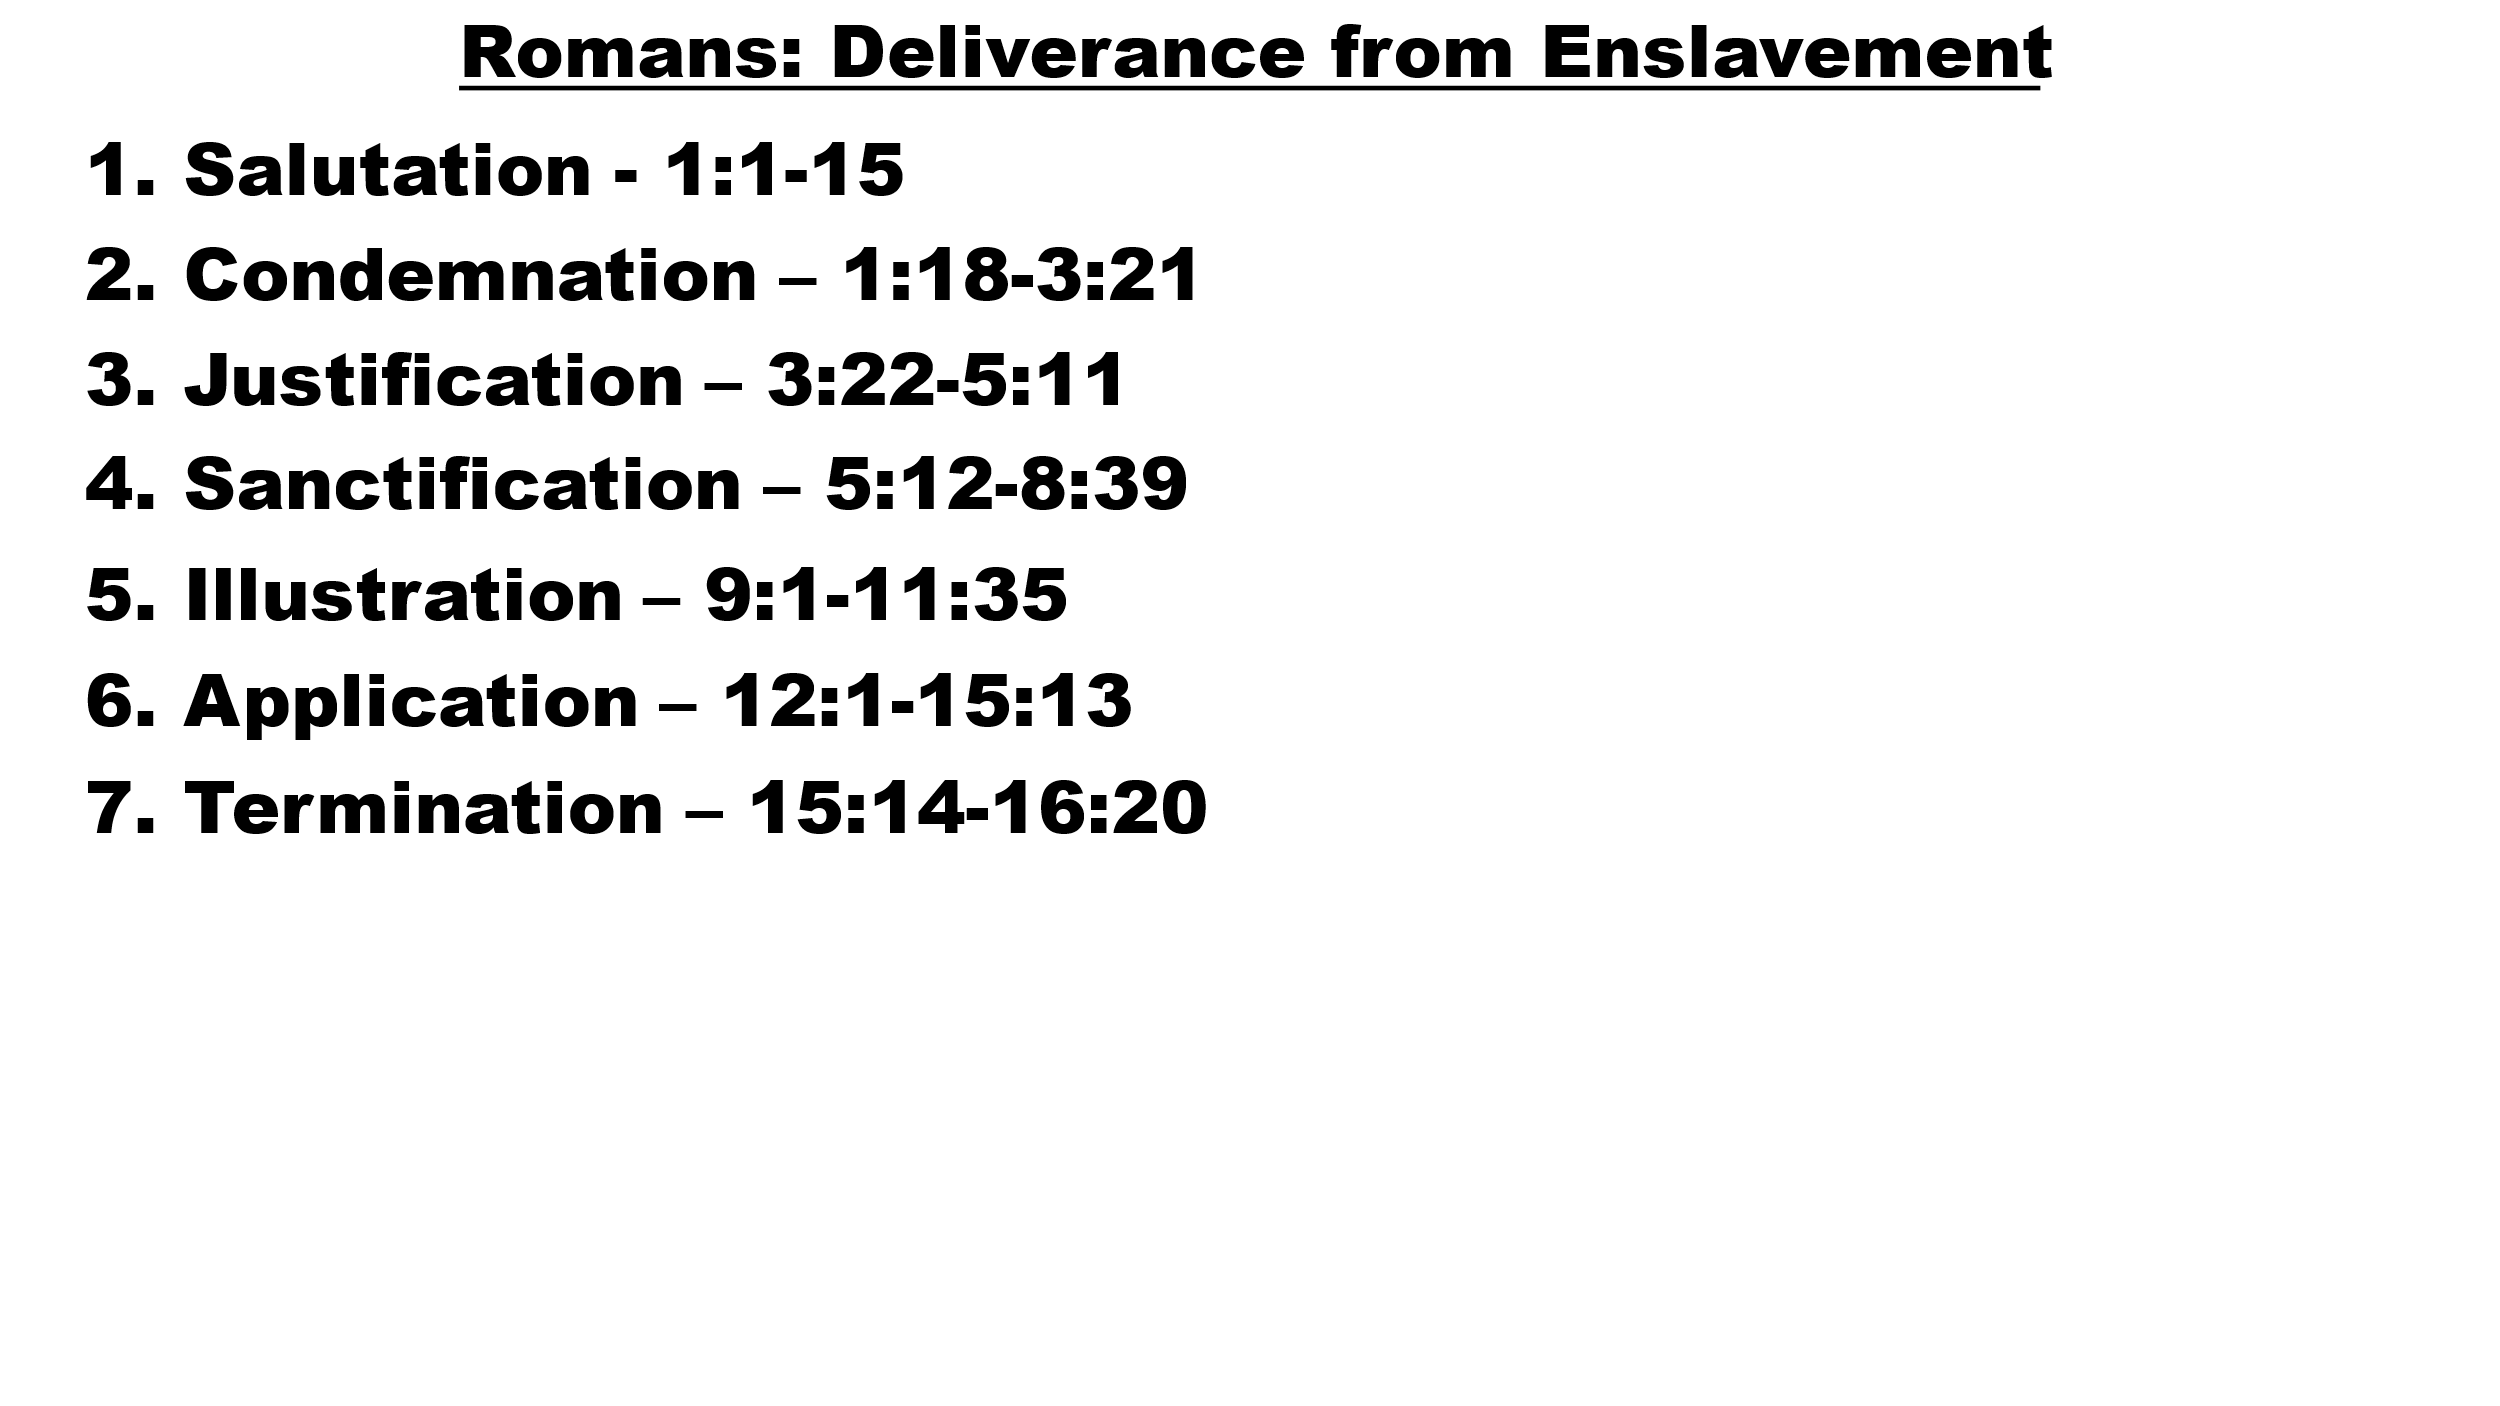 Romans: Deliverance from Enslavement
1. Salutation - 1:1-15
2. Condemnation – 1:18-3:21
3. Justification – 3:22-5:11
4. Sanctification – 5:12-8:39
5. Illustration – 9:1-11:35
6. Application – 12:1-15:13
7. Termination – 15:14-16:20